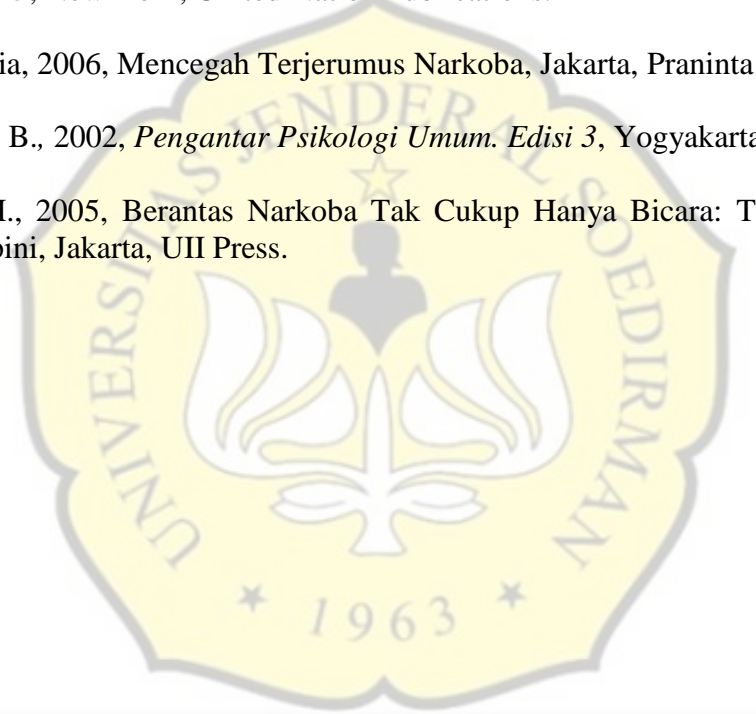 ia, 2006, Mencegah Terjerumus Narkoba, Jakarta, Praninta
B., 2002, Pengantar Psikologi Umum. Edisi 3, Yogyakarta
I., 2005, Berantas Narkoba Tak Cukup Hanya Bicara: T
pini, Jakarta, UII Press.
UNIVERSITAS JENDERAL SOEDIRMAN
* 1963 *